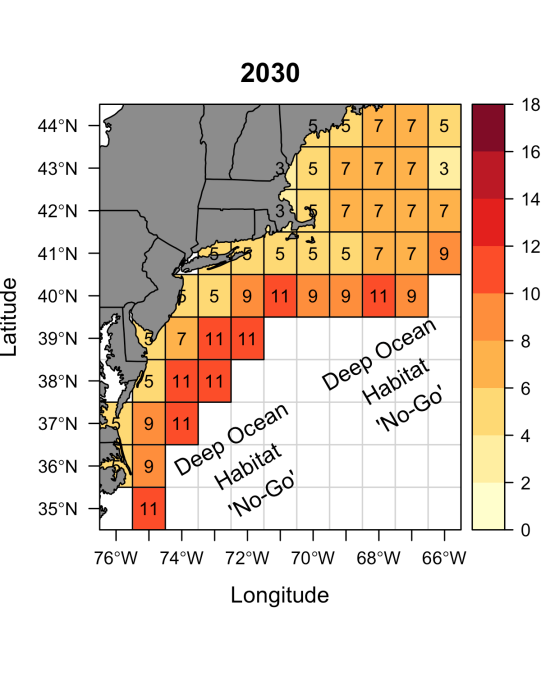 2030
18
44°N 5 5 7 7 5
16
43°N 3 5 7 7 7 3
14
42°N 3 5 7 7 7 7
41°N 5 5 5 5 5 7 7 9
12
40°N 5 5 9 11 9 9 11 9
10
39°N 5 7 11 11
8
38°N 5 11 11
Deep Ocean
Habitat
'No-Go'
6
37°N 5 9 11
4
36°N 5 9
Deep Ocean
Habitat
'No-Go'
2
35°N 11
0
76°W 74°W 72°W 70°W 68°W 66°W
Longitude
Latitude